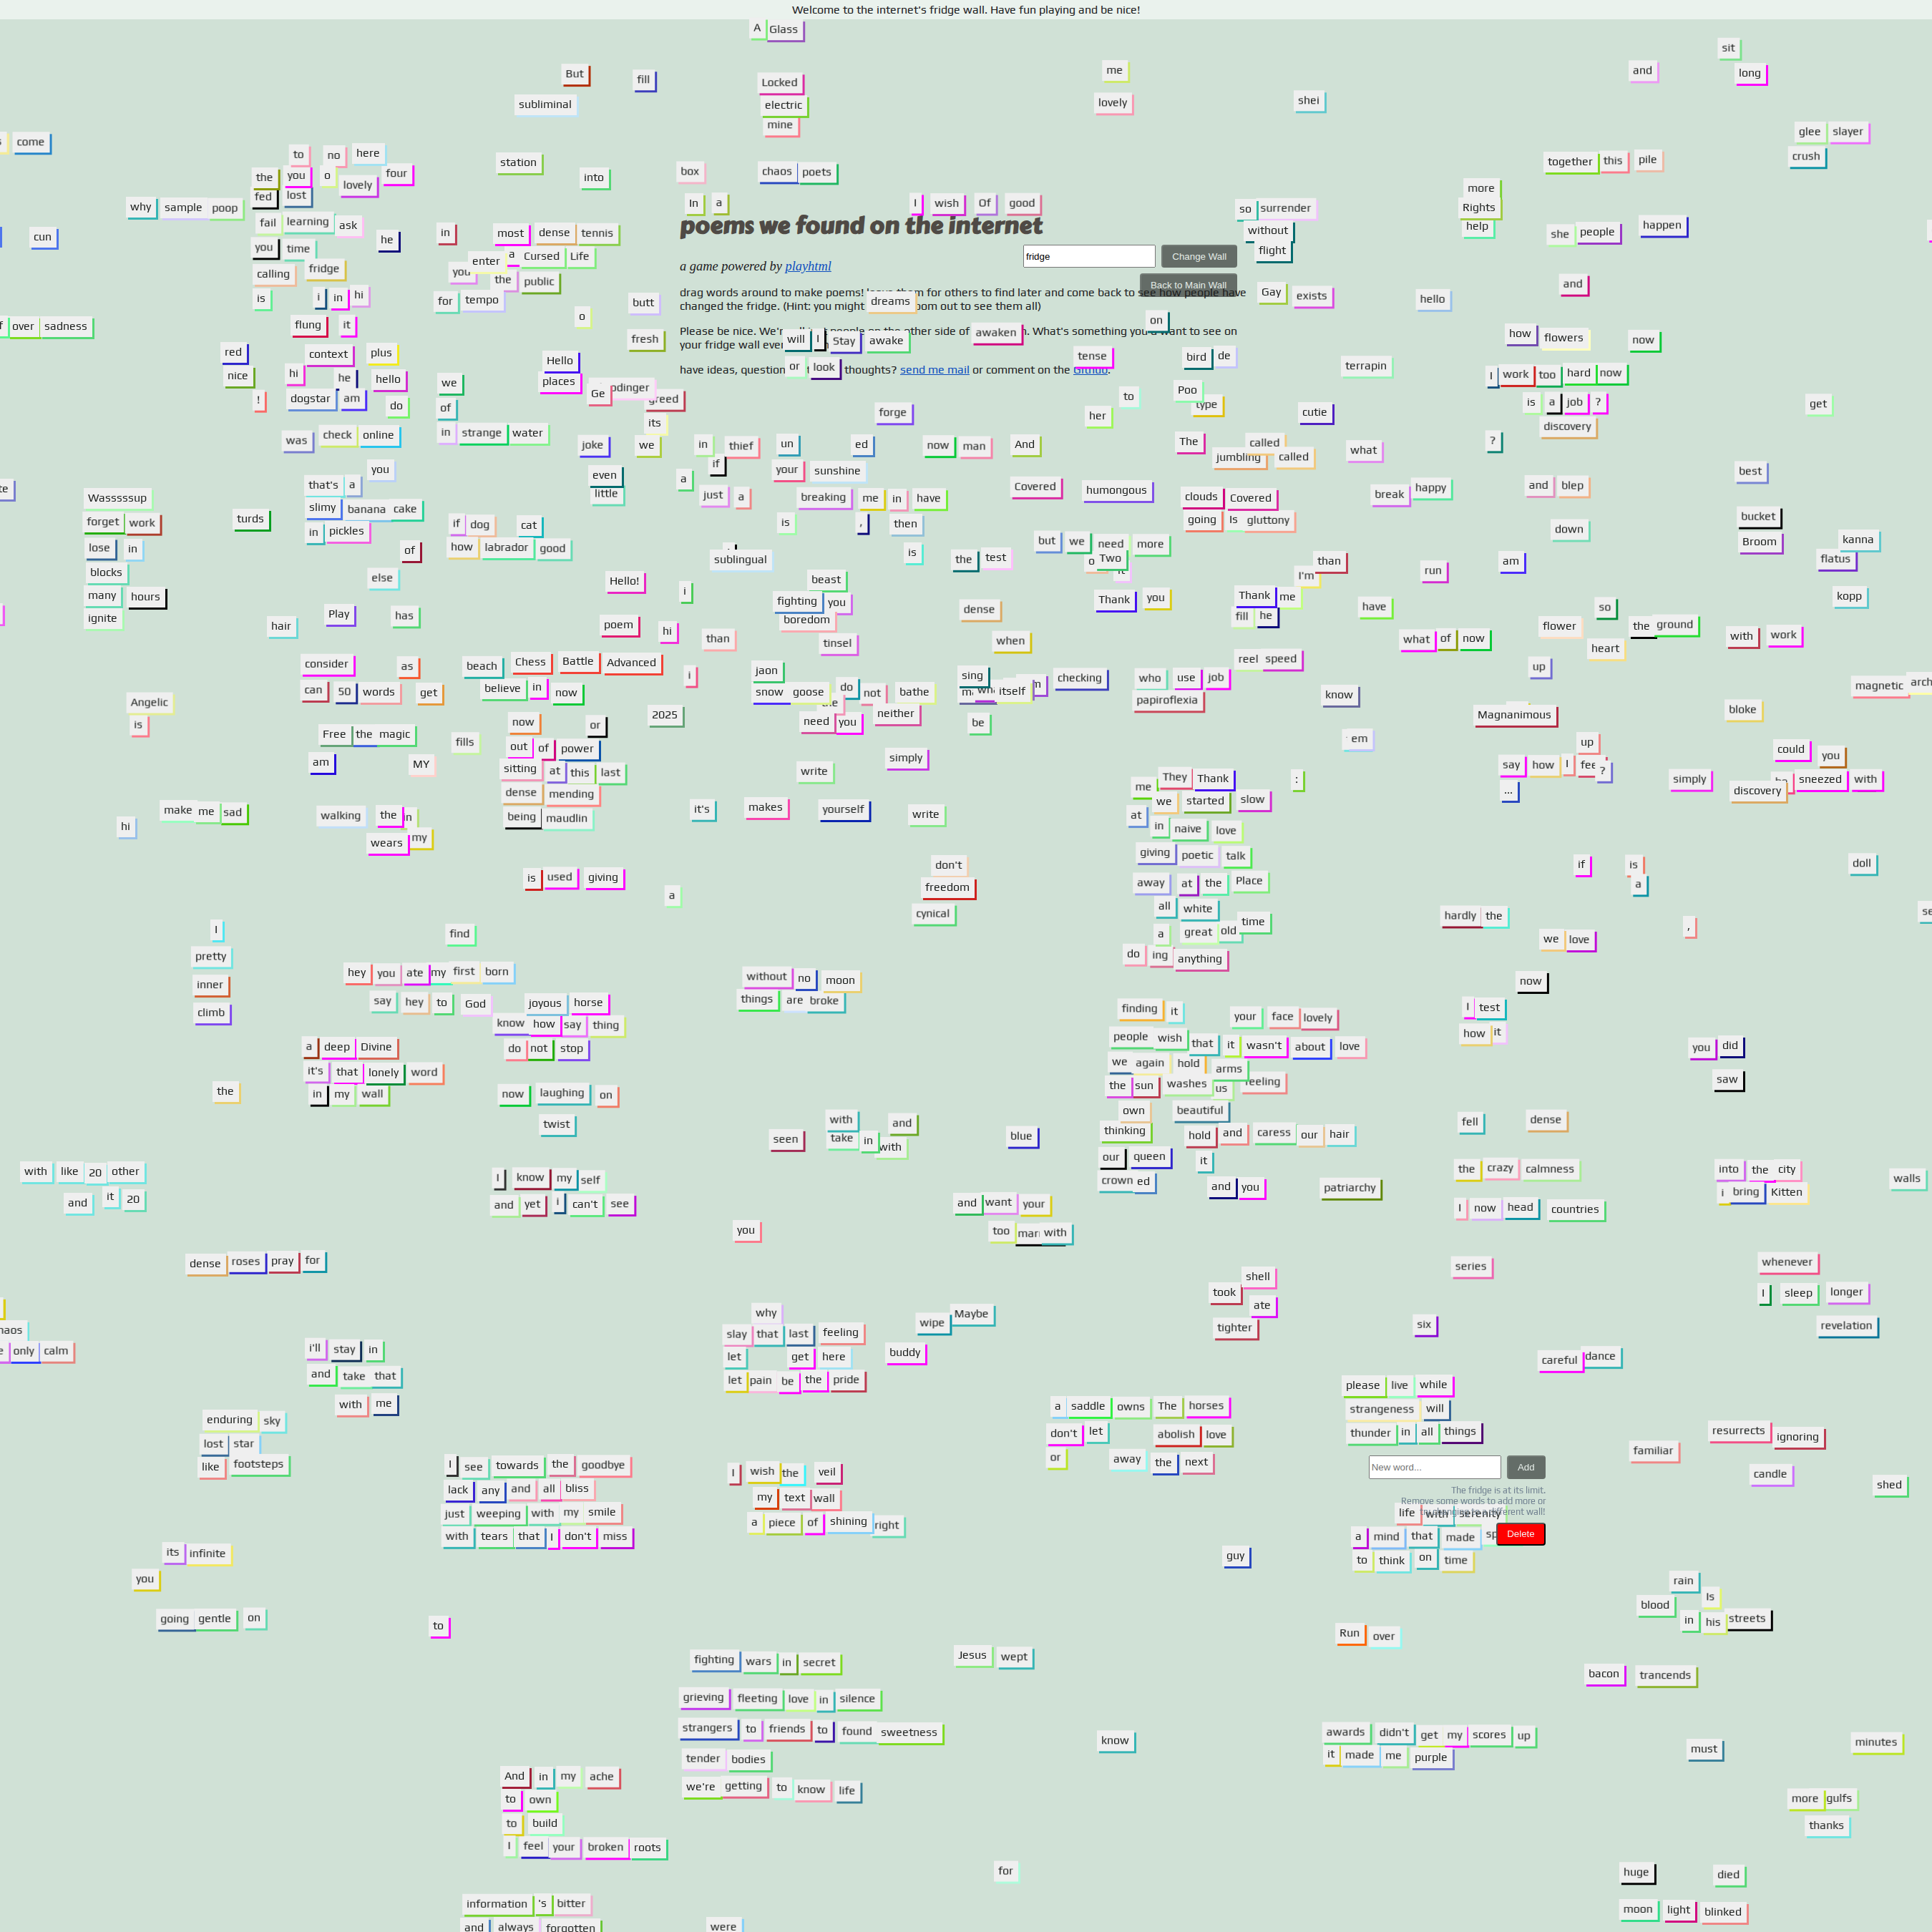 Welcome to the internet's fridge wall. Have fun playing and be nice!
A Glass
sit
But fill Locked me and long
subliminal electric lovely shei
mine
come glee slayer
to no here station together this pile crush
the you o lovely four into box chaos poets
fed lost more
why sample poop In a I wish Of good so surrender Rights
fail learning ask poems we found on the internet without help she people happen
cun you time he in most dense tennis flight
calling fridge you enter a Cursed Life a game powered by playhtml fridge Change Wall
the public Back to Main Wall and
is i in hi for tempo butt drag words around to make poems! dreams for others to find later and come back to see how people have Gay exists hello
changed the fridge. (Hint: you might oom out to see them all)
over sadness flung it o on
fresh Please be nice. We're people on the other side of awaken What's something you'd want to see on how flowers now
your fridge wall ever will I Stay awake
red context plus Hello tense bird de
nice hi he hello we places or look have ideas, question thoughts? send me mail or comment on the Github. terrapin I work too hard now
! dogstar am do of Ge greed forge her to Poo type cutie is a job ? get
its discovery
was check online in strange water joke we in thief un ed now man And The called what ?
jumbling called
you even if your sunshine best
that's a little a Covered humongous break happy and blep
Wasssssup slimy banana cake just a breaking me in have clouds Covered
forget work turds in pickles if dog cat is , then going Is gluttony down bucket
lose in of how labrador good is but we need more Broom kanna
sublingual the test Two flatus
blocks else Hello! beast I'm than run am
many hours i fighting you Thank you Thank me have kopp
ignite hair Play has boredom dense fill he so
poem hi than tinsel when what of now flower the ground with work
consider as beach Chess Battle Advanced i jaon sing checking reel speed heart
can 50 words get believe in now snow goose do not bathe itself who use job know up magnetic
Angelic papiroflexia
is 2025 need you neither be Magnanimous bloke
Free the magic fills now or em up
am MY out of power simply say how I ? could you
sitting at this last write me They Thank : ... simply sneezed with
dense mending we started slow discovery
make me sad walking the being maudlin it's makes yourself write at
hi wears my in naive love
giving poetic talk
is used giving don't if is doll
a freedom away at the Place a
cynical all white hardly the
I find a great old time we love ,
pretty do ing anything
hey you ate my first born without no moon now
inner things are broke
climb say hey to God joyous horse finding it your face lovely I test
know how say thing people wish that it wasn't about love how it
a deep Divine do not stop we again hold arms you did
it's that lonely word the sun washes us feeling saw
the in my wall now laughing on own beautiful
twist with and thinking fell dense
seen take in with blue hold and caress our hair
our queen it
with like 20 other I know my self crown ed and you patriarchy the crazy calmness into the city
and it 20 and yet i can't see and want your I now head countries i bring Kitten walls
you too with
dense roses pray for shell series whenever
took ate I sleep longer
why wipe Maybe tighter six revelation
slay that last feeling
i'll stay in let get here buddy careful dance
only calm
and take that let pain be the pride please live while
with me a saddle owns The horses strangeness will
enduring sky don't let abolish love thunder in all things
lost star or away the next familiar resurrects ignoring
like footsteps I see towards the goodbye I wish the veil New word... Add candle
lack any and all bliss my text wall The fridge is at its limit. shed
Remove some words to add more or
just weeping with my smile a piece of shining right life with serenity
with tears that I don't miss a mind that made Delete
its infinite guy to think on time
you rain
going gentle on blood Is
to in his streets
Run over
fighting wars in secret Jesus wept bacon trancends
grieving fleeting love in silence
strangers to friends to found sweetness know awards didn't get my scores up must minutes
tender bodies it made me purple
And in my ache we're getting to know life
to own more gulfs
to build thanks
I feel your broken roots
for huge died
information 's bitter moon light blinked
and always forgotten were